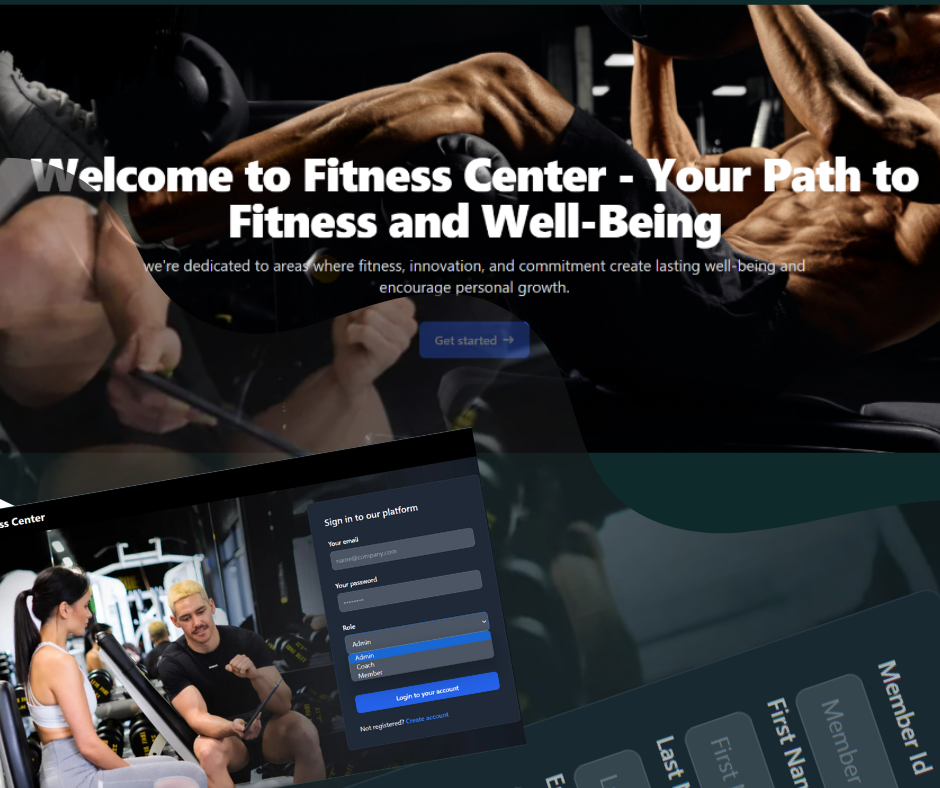 Welcome to Fitness Center - Your Path to
Fitness and Well-Being
we're dedicated to areas where fitness, innovation, and commitment create lasting well-being and
encourage personal growth.
Get started →
ss Center
Sign in to our platform
Your email
name@company.com
Your password
••••••••
Role
Admin
Admin
Coach
Member
Login to your account
Not registered? Create account
Member Id
Member
First Nan
First N
Last